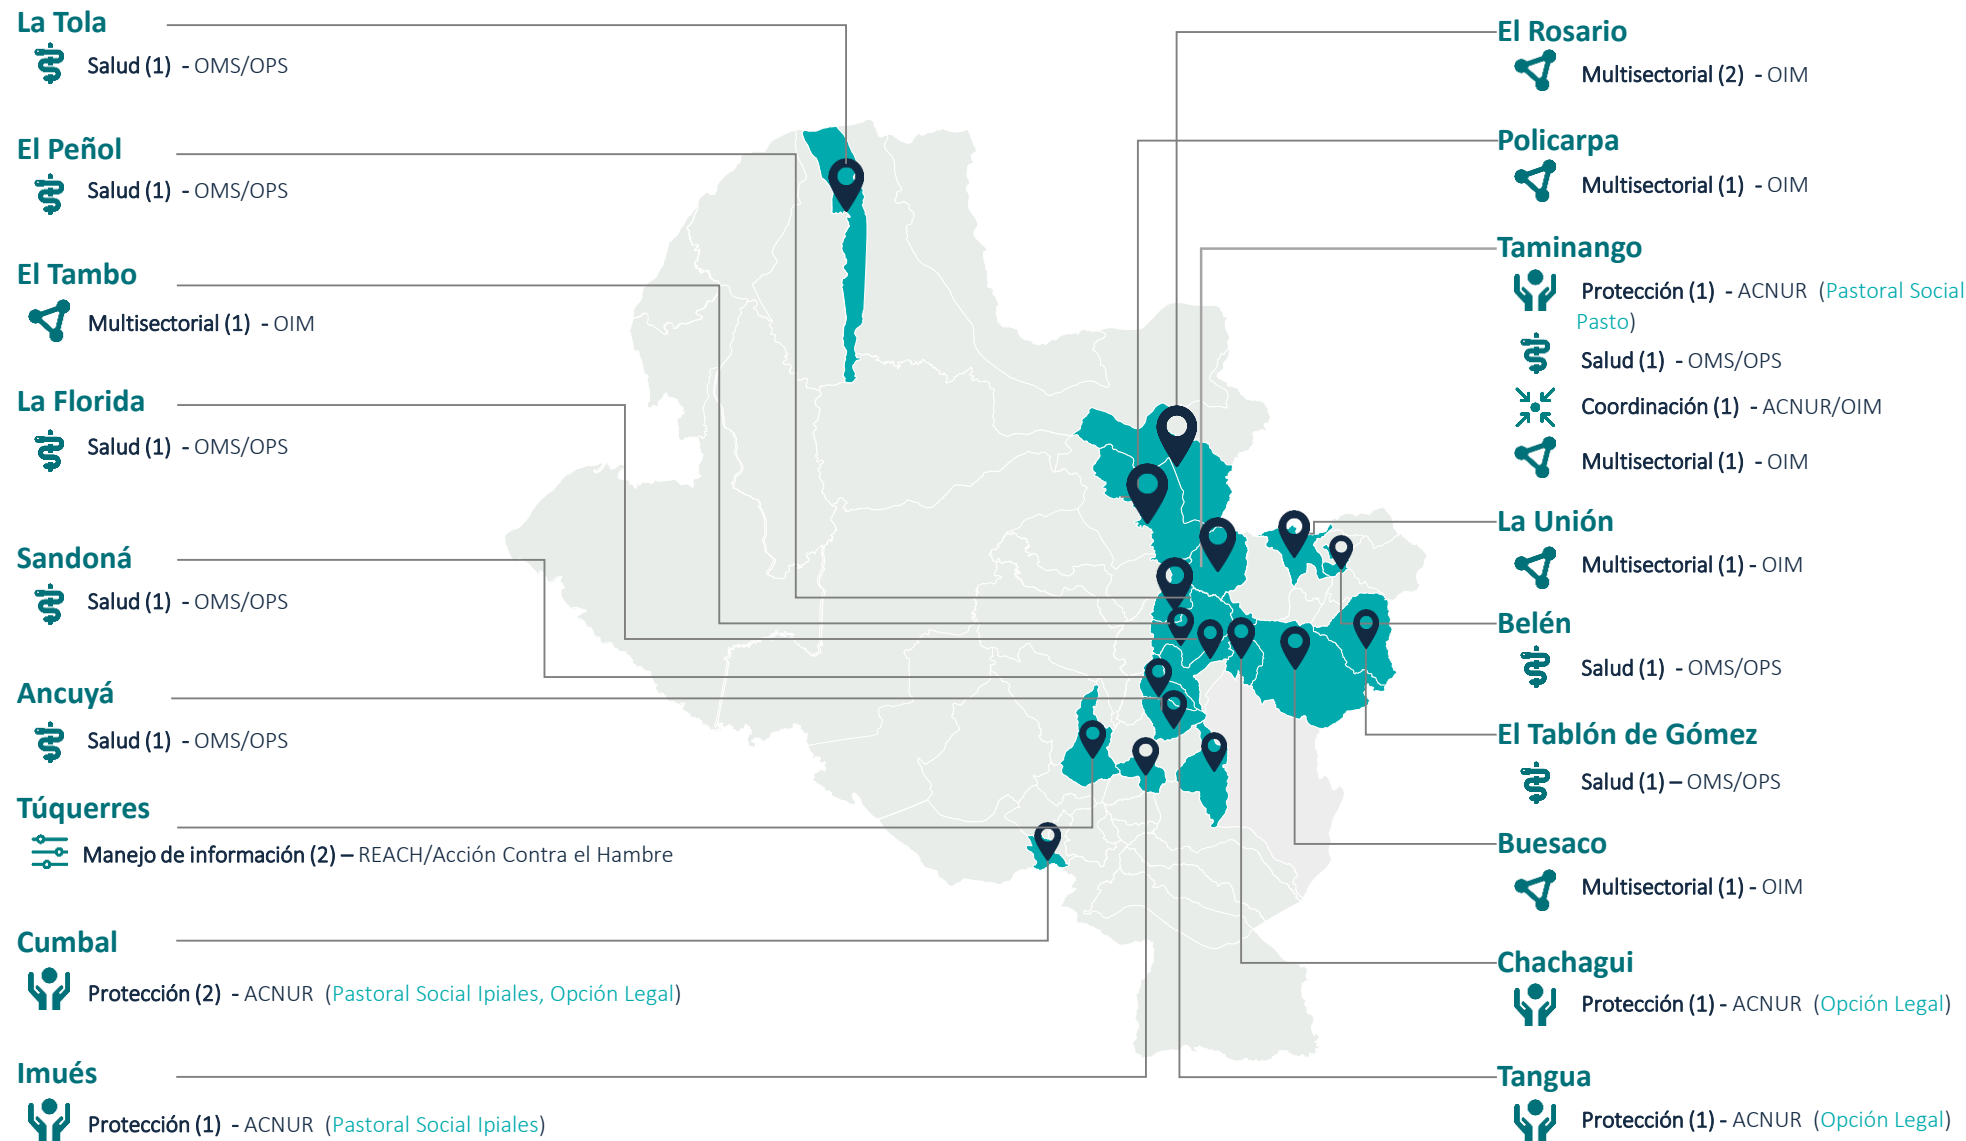 La Tola
Salud (1) - OMS/OPS
El Peñol
Salud (1) - OMS/OPS
El Tambo
Multisectorial (1) - OIM
La Florida
Salud (1) - OMS/OPS
Sandoná
Salud (1) - OMS/OPS
Ancuyá
Salud (1) - OMS/OPS
Túquerres
Manejo de información (2) – REACH/Acción Contra el Hambre
Cumbal
Protección (2) - ACNUR (Pastoral Social Ipiales, Opción Legal)
Imués
Protección (1) - ACNUR (Pastoral Social Ipiales)
El Rosario
Multisectorial (2) - OIM
Policarpa
Multisectorial (1) - OIM
Taminango
Protección (1) - ACNUR (Pastoral Social
Pasto)
Salud (1) - OMS/OPS
Coordinación (1) - ACNUR/OIM
Multisectorial (1) - OIM
La Unión
Multisectorial (1) - OIM
Belén
Salud (1) - OMS/OPS
El Tablón de Gómez
Salud (1) – OMS/OPS
Buesaco
Multisectorial (1) - OIM
Chachagui
Protección (1) - ACNUR (Opción Legal)
Tangua
Protección (1) - ACNUR (Opción Legal)